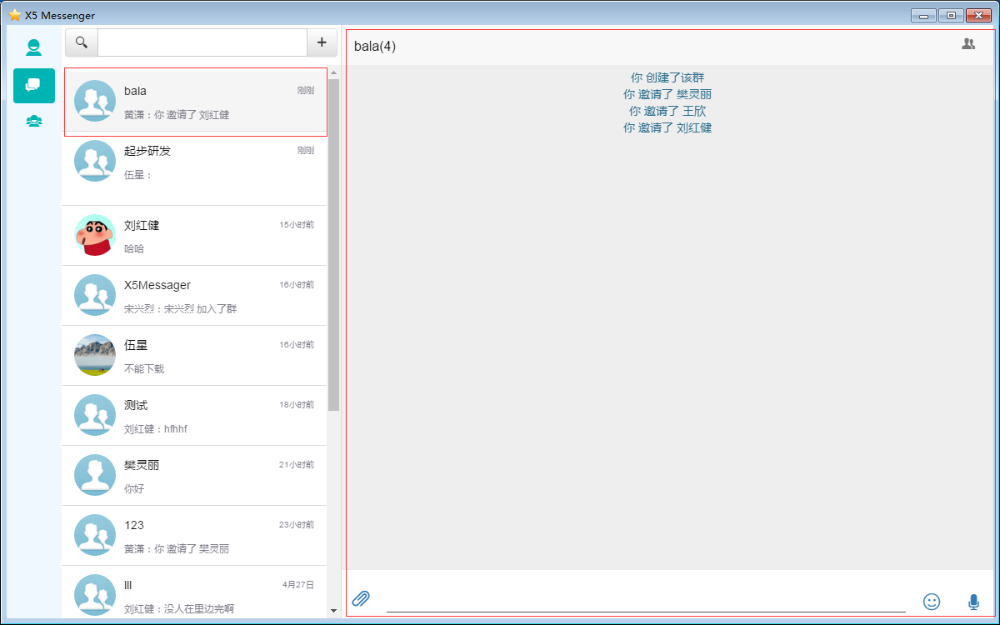 X5 Messenger
bala
刚刚
黄潇：你 邀请了 刘红健
起步研发
刚刚
伍星：
刘红健
15小时前
哈哈
X5Messager
16小时前
宋兴烈：宋兴烈 加入了群
伍星
16小时前
不能下载
测试
18小时前
刘红健：hfhhf
樊灵丽
21小时前
你好
123
23小时前
黄潇：你 邀请了 樊灵丽
lll
4月27日
刘红健：没人在里边完啊
bala(4)
你 创建了该群
你 邀请了 樊灵丽
你 邀请了 王欣
你 邀请了 刘红健